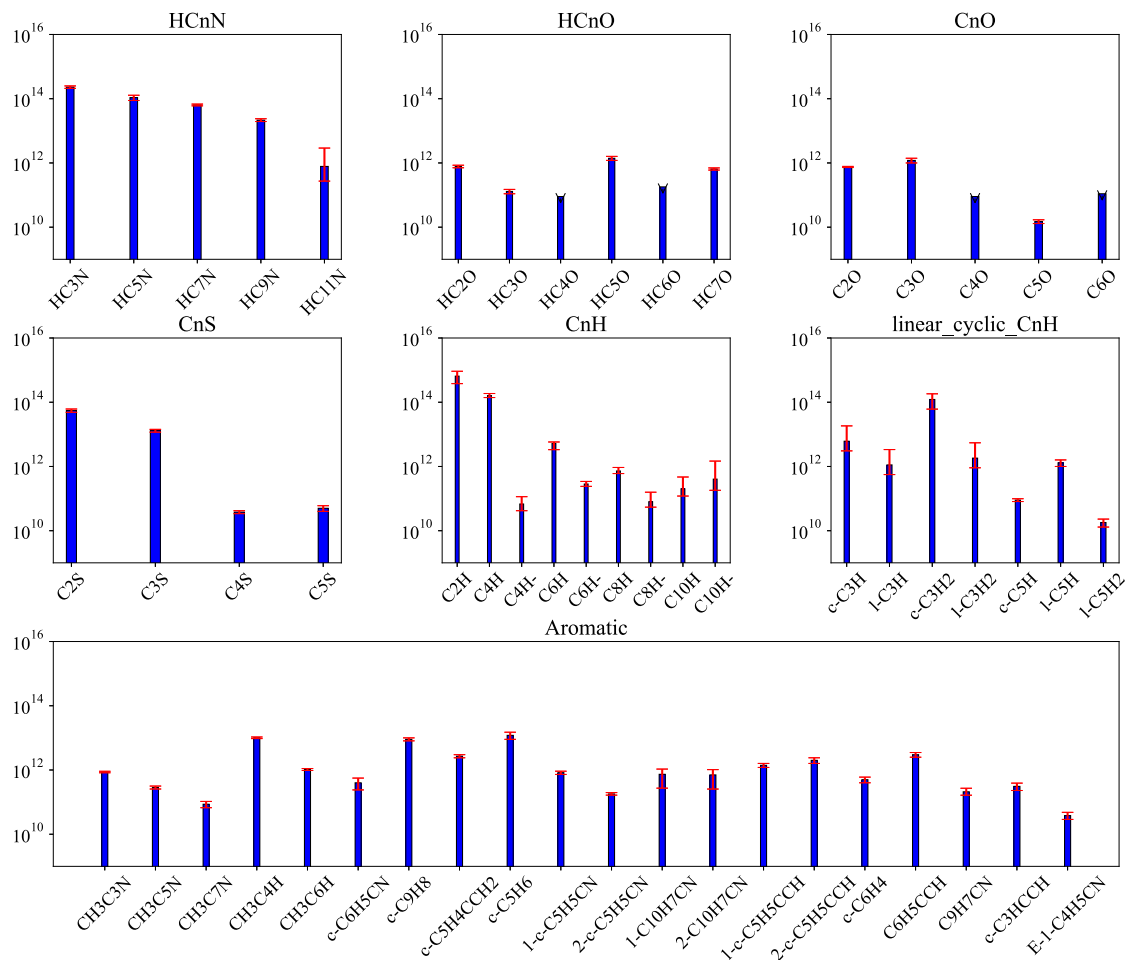 HCnN
HCnO
CnO
10^16
10^14
10^12
10^10
HC3N
HC5N
HC7N
HC9N
HC11N
10^16
10^14
10^12
10^10
HC2O
HC3O
HC4O
HC5O
HC6O
HC7O
10^16
10^14
10^12
10^10
C2O
C3O
C4O
C5O
C6O
CnS
CnH
linear_cyclic_CnH
10^16
10^14
10^12
10^10
C2S
C3S
C4S
C5S
10^16
10^14
10^12
10^10
C2H
C4H
C4H-
C6H
C6H-
C8H
C8H-
C10H
C10H-
10^16
10^14
10^12
10^10
c-C3H
l-C3H
c-C3H2
l-C3H2
c-C5H
l-C5H
l-C5H2
Aromatic
10^16
10^14
10^12
10^10
CH3C3N
CH3C5N
CH3C7N
CH3C4H
CH3C6H
c-C6H5CN
c-C9H8
c-C5H4CCH2
c-C5H6
1-c-C5H5CN
2-c-C5H5CN
1-C10H7CN
2-C10H7CN
1-c-C5H5CCH
2-c-C5H5CCH
c-C6H4
C6H5CCH
C9H7CN
c-C3HCCH
E-1-C4H5CN